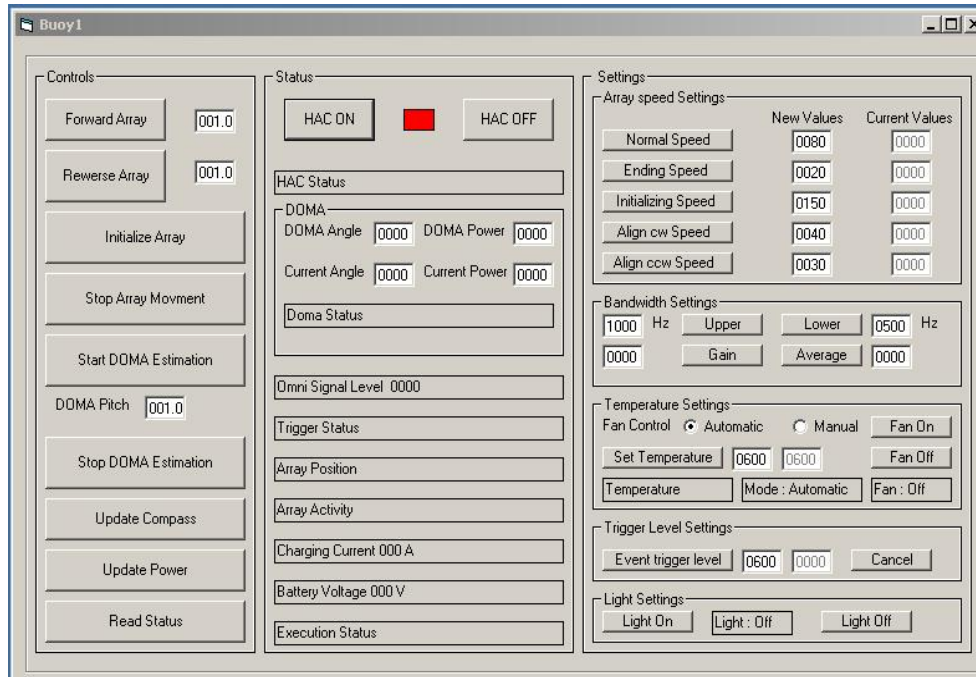 Buoy1
Controls
Forward Array 001.0
Rewerse Array 001.0
Initialize Array
Stop Array Movment
Start DOMA Estimation
DOMA Pitch 001.0
Stop DOMA Estimation
Update Compass
Update Power
Read Status
Status
HAC ON HAC OFF
HAC Status
DOMA
DOMA Angle 0000 DOMA Power 0000
Current Angle 0000 Current Power 0000
Doma Status
Omni Signal Level 0000
Trigger Status
Array Position
Array Activity
Charging Current 000 A
Battery Voltage 000 V
Execution Status
Settings
Array speed Settings
New Values Current Values
Normal Speed 0080 0000
Ending Speed 0020 0000
Initializing Speed 0150 0000
Align cw Speed 0040 0000
Align ccw Speed 0030 0000
Bandwidth Settings
1000 Hz Upper Lower 0500 Hz
0000 Gain Average 0000
Temperature Settings
Fan Control Automatic Manual Fan On
Set Temperature 0600 0600 Fan Off
Temperature Mode : Automatic Fan : Off
Trigger Level Settings
Event trigger level 0600 0000 Cancel
Light Settings
Light On Light : Off Light Off